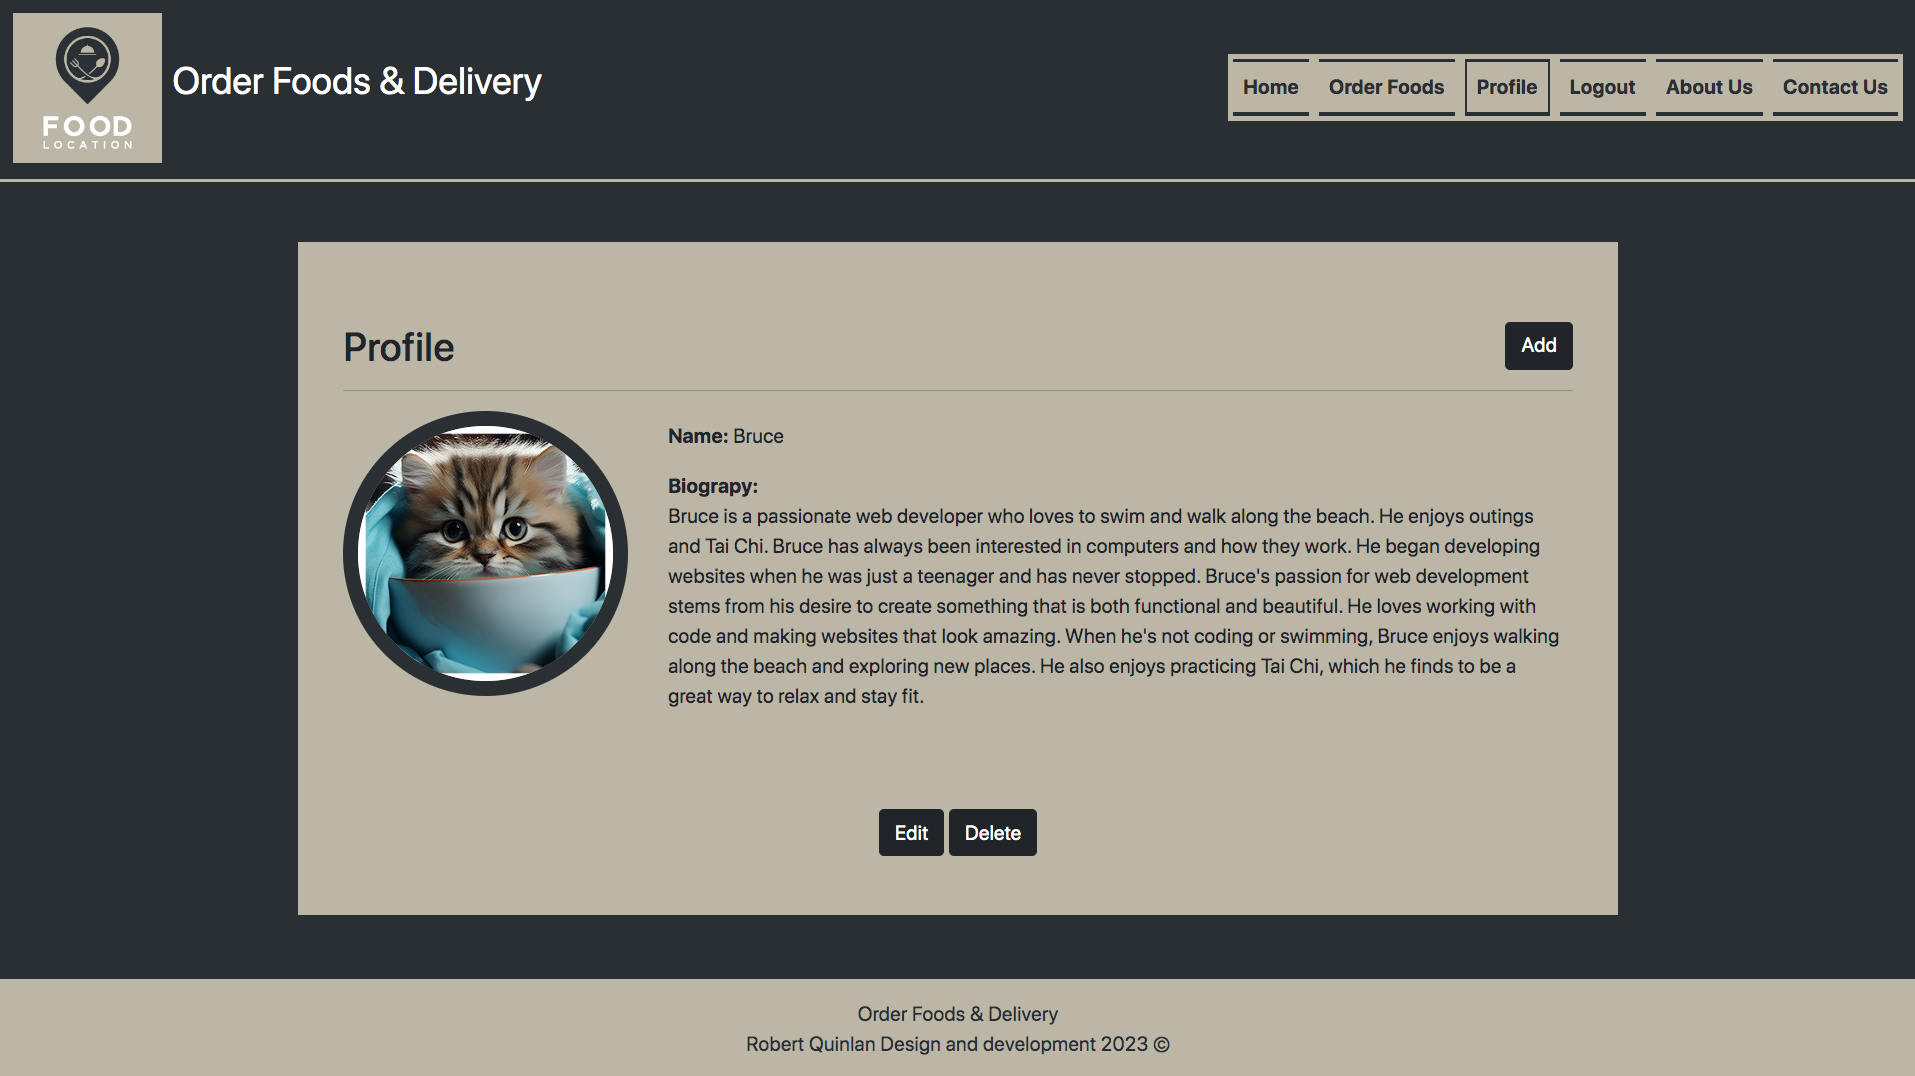 FOOD
LOCATION
Order Foods & Delivery
Home Order Foods Profile Logout About Us Contact Us
Profile
Add
Name: Bruce
Biograpy:
Bruce is a passionate web developer who loves to swim and walk along the beach. He enjoys outings
and Tai Chi. Bruce has always been interested in computers and how they work. He began developing
websites when he was just a teenager and has never stopped. Bruce's passion for web development
stems from his desire to create something that is both functional and beautiful. He loves working with
code and making websites that look amazing. When he's not coding or swimming, Bruce enjoys walking
along the beach and exploring new places. He also enjoys practicing Tai Chi, which he finds to be a
great way to relax and stay fit.
Edit Delete
Order Foods & Delivery
Robert Quinlan Design and development 2023 ©